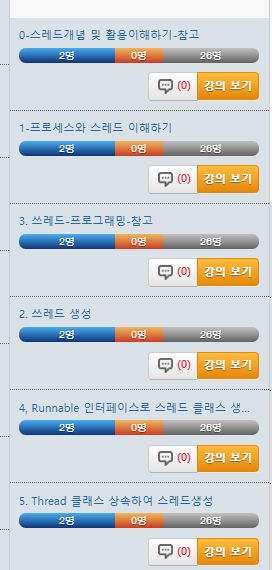 0-스레드개념 및 활용이해하기-참고
2명 0명 26명
(0) 강의 보기
1-프로세스와 스레드 이해하기
2명 0명 26명
(0) 강의 보기
3. 쓰레드-프로그래밍-참고
2명 0명 26명
(0) 강의 보기
2. 쓰레드 생성
2명 0명 26명
(0) 강의 보기
4, Runnable 인터페이스로 스레드 클래스 생...
2명 0명 26명
(0) 강의 보기
5. Thread 클래스 상속하여 스레드생성
2명 0명 26명
(0) 강의 보기